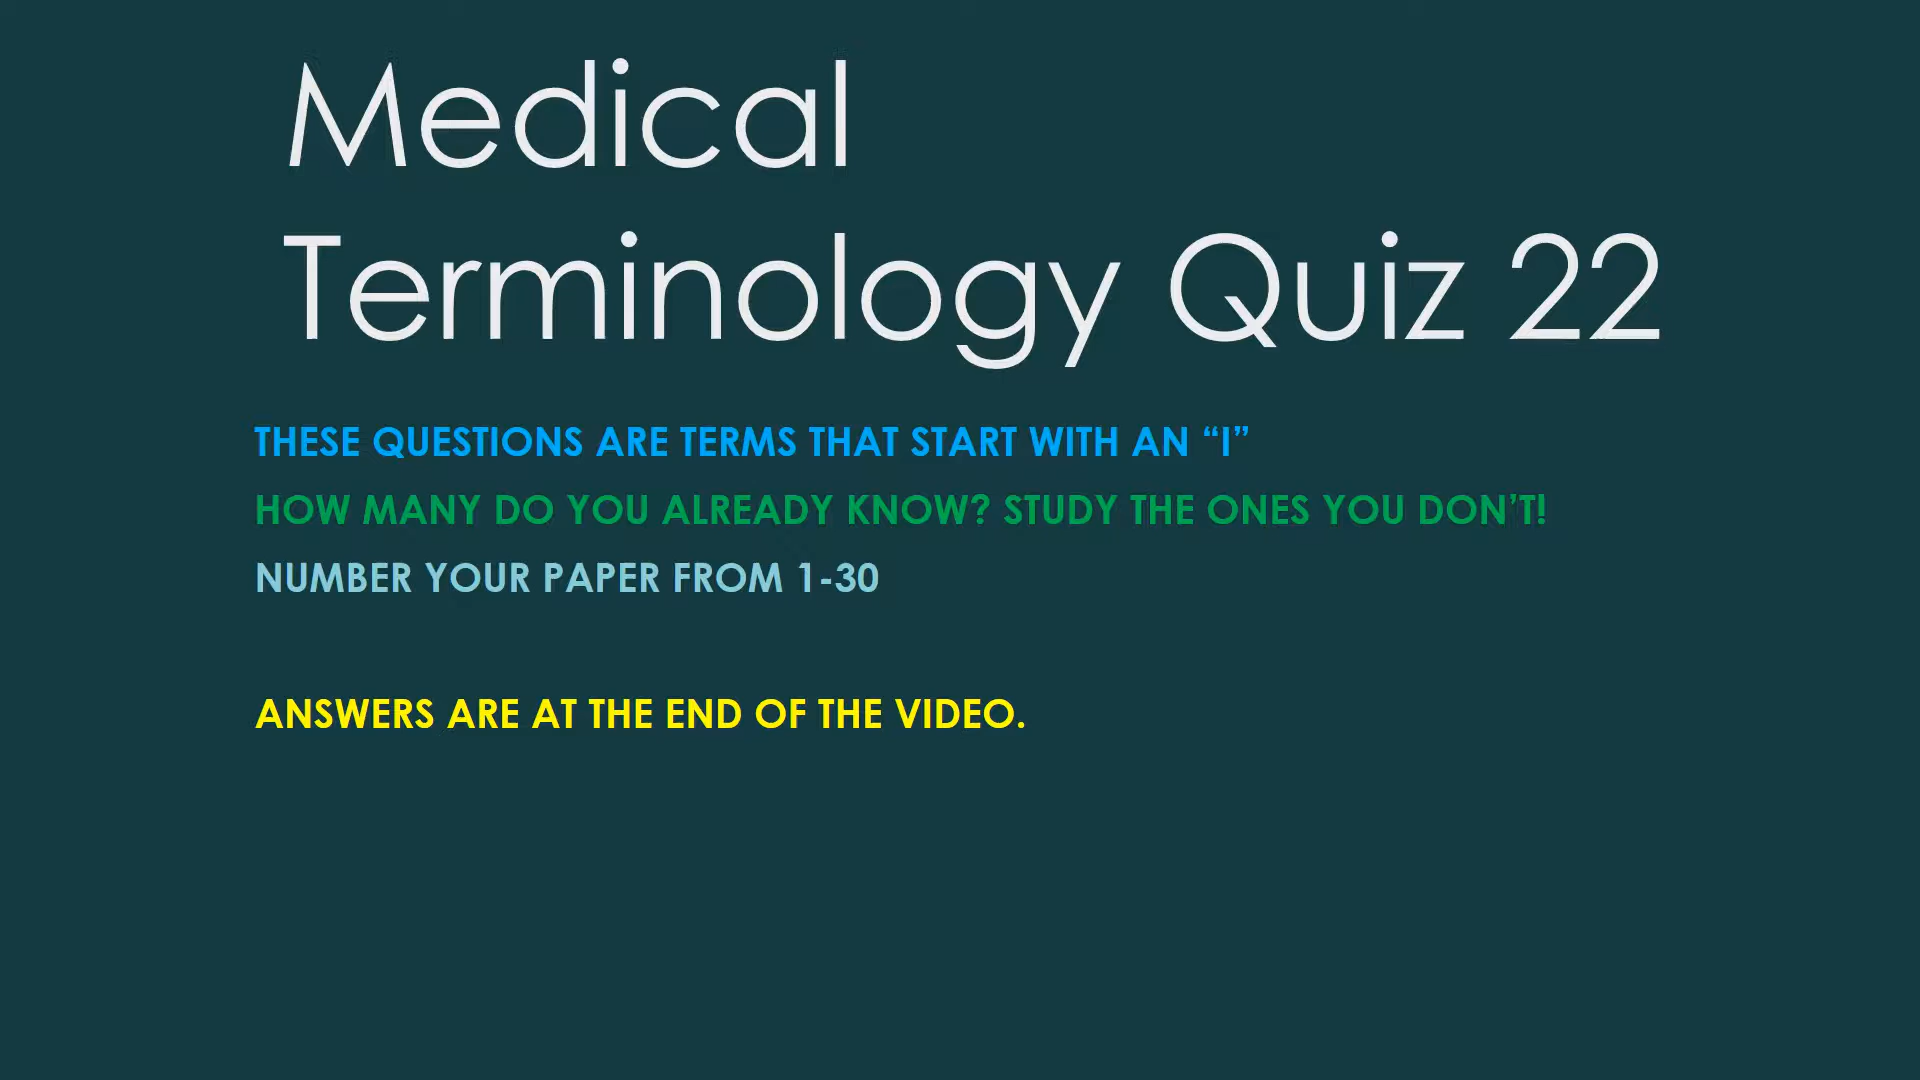 Medical
Terminology Quiz 22
THESE QUESTIONS ARE TERMS THAT START WITH AN “I”
HOW MANY DO YOU ALREADY KNOW? STUDY THE ONES YOU DON’T!
NUMBER YOUR PAPER FROM 1-30
ANSWERS ARE AT THE END OF THE VIDEO.